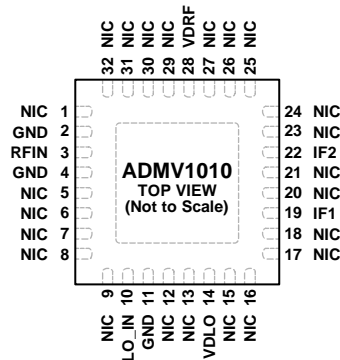 32 NIC
31 NIC
30 NIC
29 NIC
28 VDRF
27 NIC
26 NIC
25 NIC
NIC 1
GND 2
RFIN 3
GND 4
NIC 5
NIC 6
NIC 7
NIC 8
ADMV1010
TOP VIEW
(Not to Scale)
24 NIC
23 NIC
22 IF2
21 NIC
20 NIC
19 IF1
18 NIC
17 NIC
NIC 9
LO_IN 10
GND 11
NIC 12
NIC 13
VDLO 14
NIC 15
NIC 16